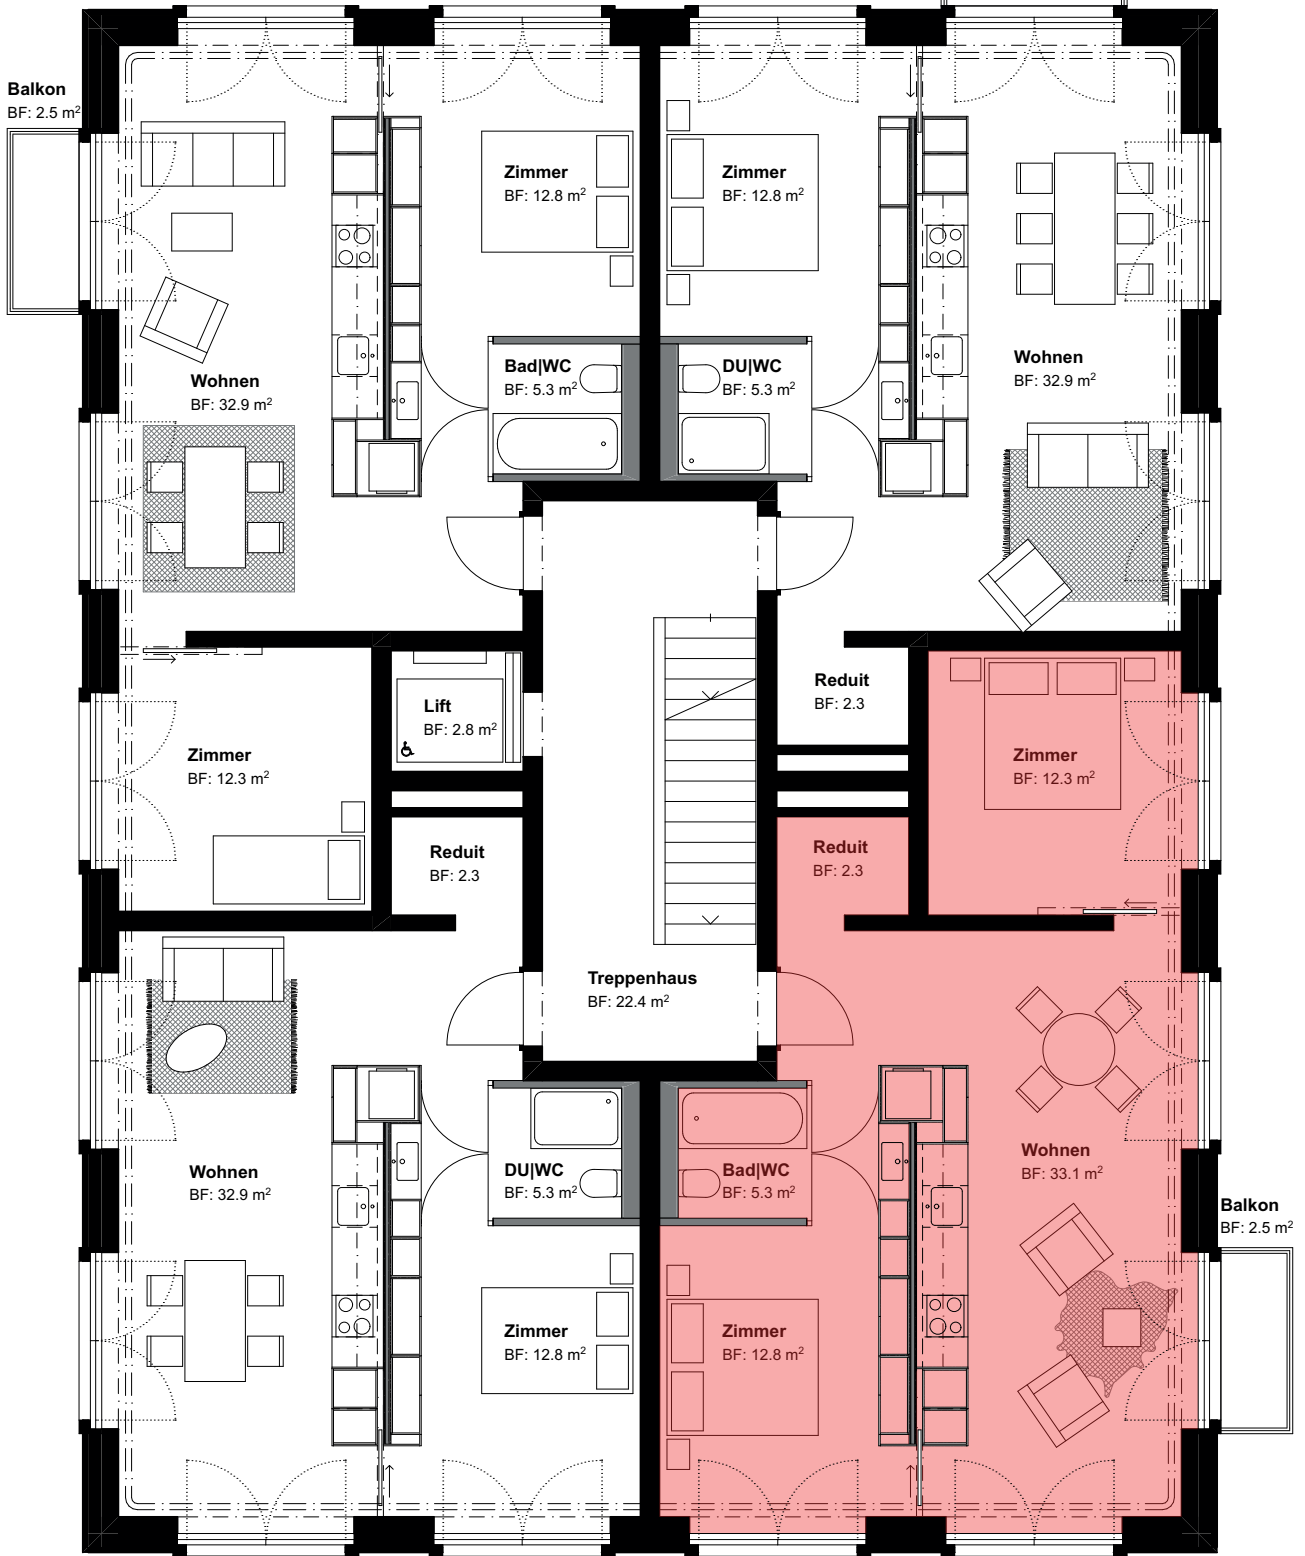 Balkon
BF: 2.5 m²
Zimmer
BF: 12.8 m²
Zimmer
BF: 12.8 m²
Wohnen
BF: 32.9 m²
Bad|WC
BF: 5.3 m²
DU|WC
BF: 5.3 m²
Wohnen
BF: 32.9 m²
Lift
BF: 2.8 m²
Reduit
BF: 2.3
Zimmer
BF: 12.3 m²
Zimmer
BF: 12.3 m²
Reduit
BF: 2.3
Reduit
BF: 2.3
Treppenhaus
BF: 22.4 m²
Wohnen
BF: 32.9 m²
DU|WC
BF: 5.3 m²
Bad|WC
BF: 5.3 m²
Wohnen
BF: 33.1 m²
Balkon
BF: 2.5 m²
Zimmer
BF: 12.8 m²
Zimmer
BF: 12.8 m²